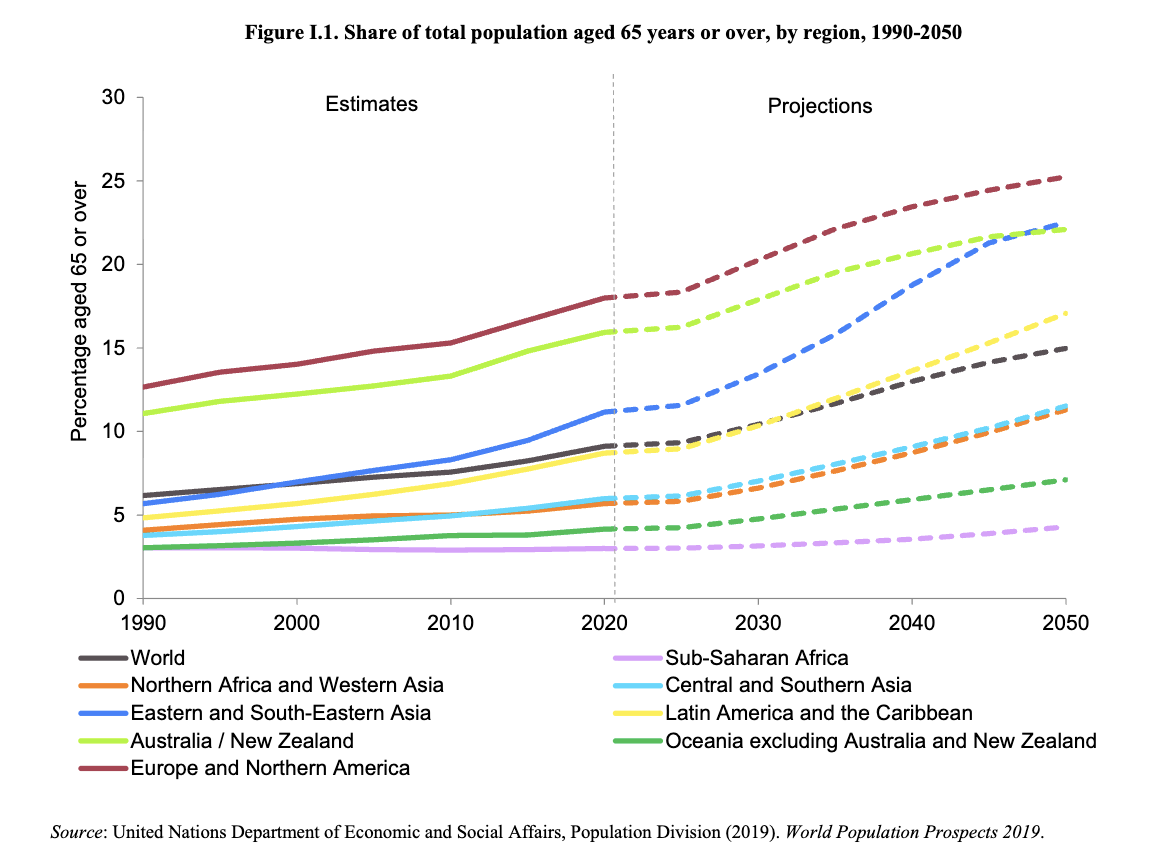 Figure I.1. Share of total population aged 65 years or over, by region, 1990-2050
Estimates
Projections
Percentage aged 65 or over
30
25
20
15
10
5
0
1990 2000 2010 2020 2030 2040 2050
World
Sub-Saharan Africa
Northern Africa and Western Asia
Central and Southern Asia
Eastern and South-Eastern Asia
Latin America and the Caribbean
Australia / New Zealand
Oceania excluding Australia and New Zealand
Europe and Northern America
Source: United Nations Department of Economic and Social Affairs, Population Division (2019). World Population Prospects 2019.